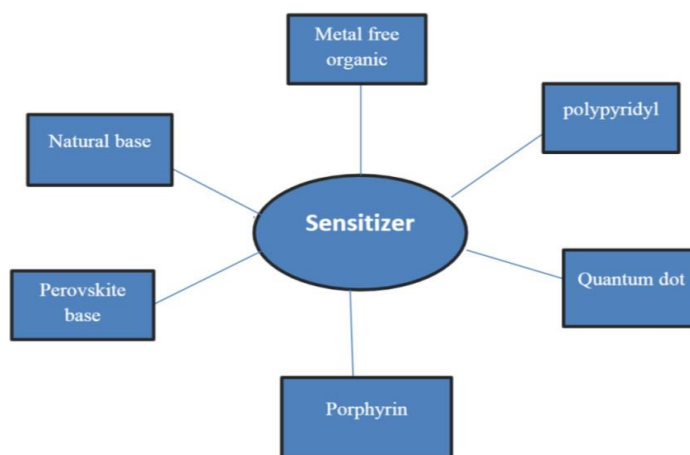 Metal free
organic
polypyridyl
Natural base
Sensitizer
Quantum dot
Perovskite
base
Porphyrin